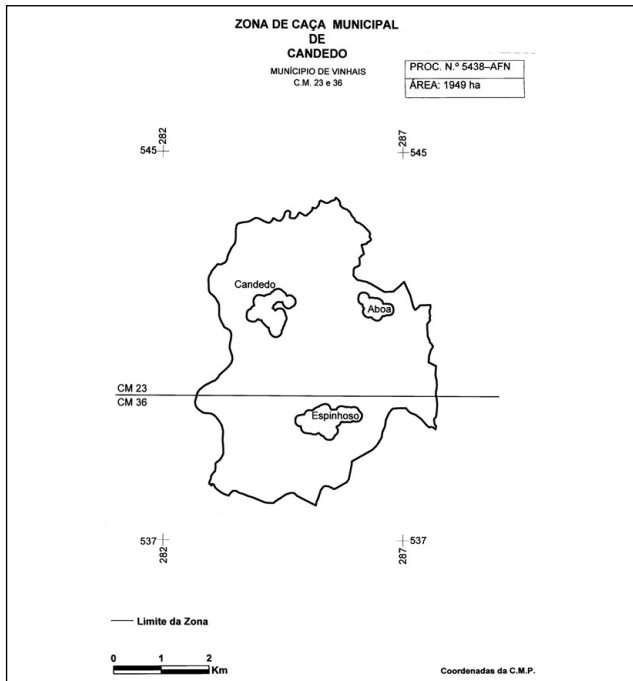 ZONA DE CAÇA MUNICIPAL
DE
CANDEDO
MUNÍCIPIO DE VINHAIS
C.M. 23 e 36
PROC. N.º 5438–AFN
ÁREA: 1949 ha
282
287
545
545
Candedo
Aboa
CM 23
CM 36
Espinhoso
537
537
282
287
Limite da Zona
0 1 2
Km
Coordenadas da C.M.P.